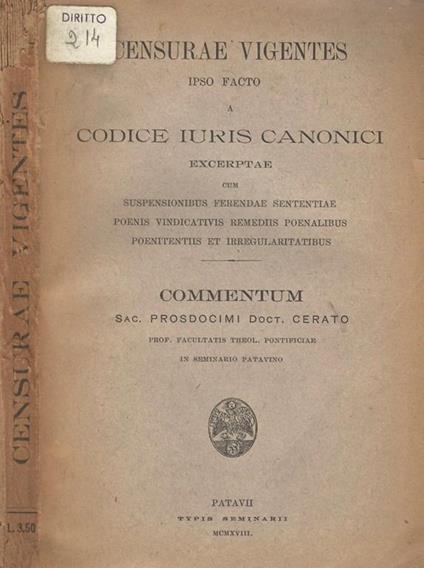 DIRITTO
214
CENSURAE VIGENTES
IPSO FACTO
A
CODICE IURIS CANONICI
EXCERPTAE
CUM
SUSPENSIONIBUS FERENDAE SENTENTIAE
POENIS VINDICATIVIS REMEDIIS POENALIBUS
POENITENTIIS ET IRREGULARITATIBUS
COMMENTUM
SAC. PROSDOCIMI DOCT. CERATO
PROF. FACULTATIS THEOL. PONTIFICIAE
IN SEMINARIO PATAVINO
PATAVII
TYPIS SEMINARII
MCMXVIII.
CENSURAE VIGENTES
L. 3.50